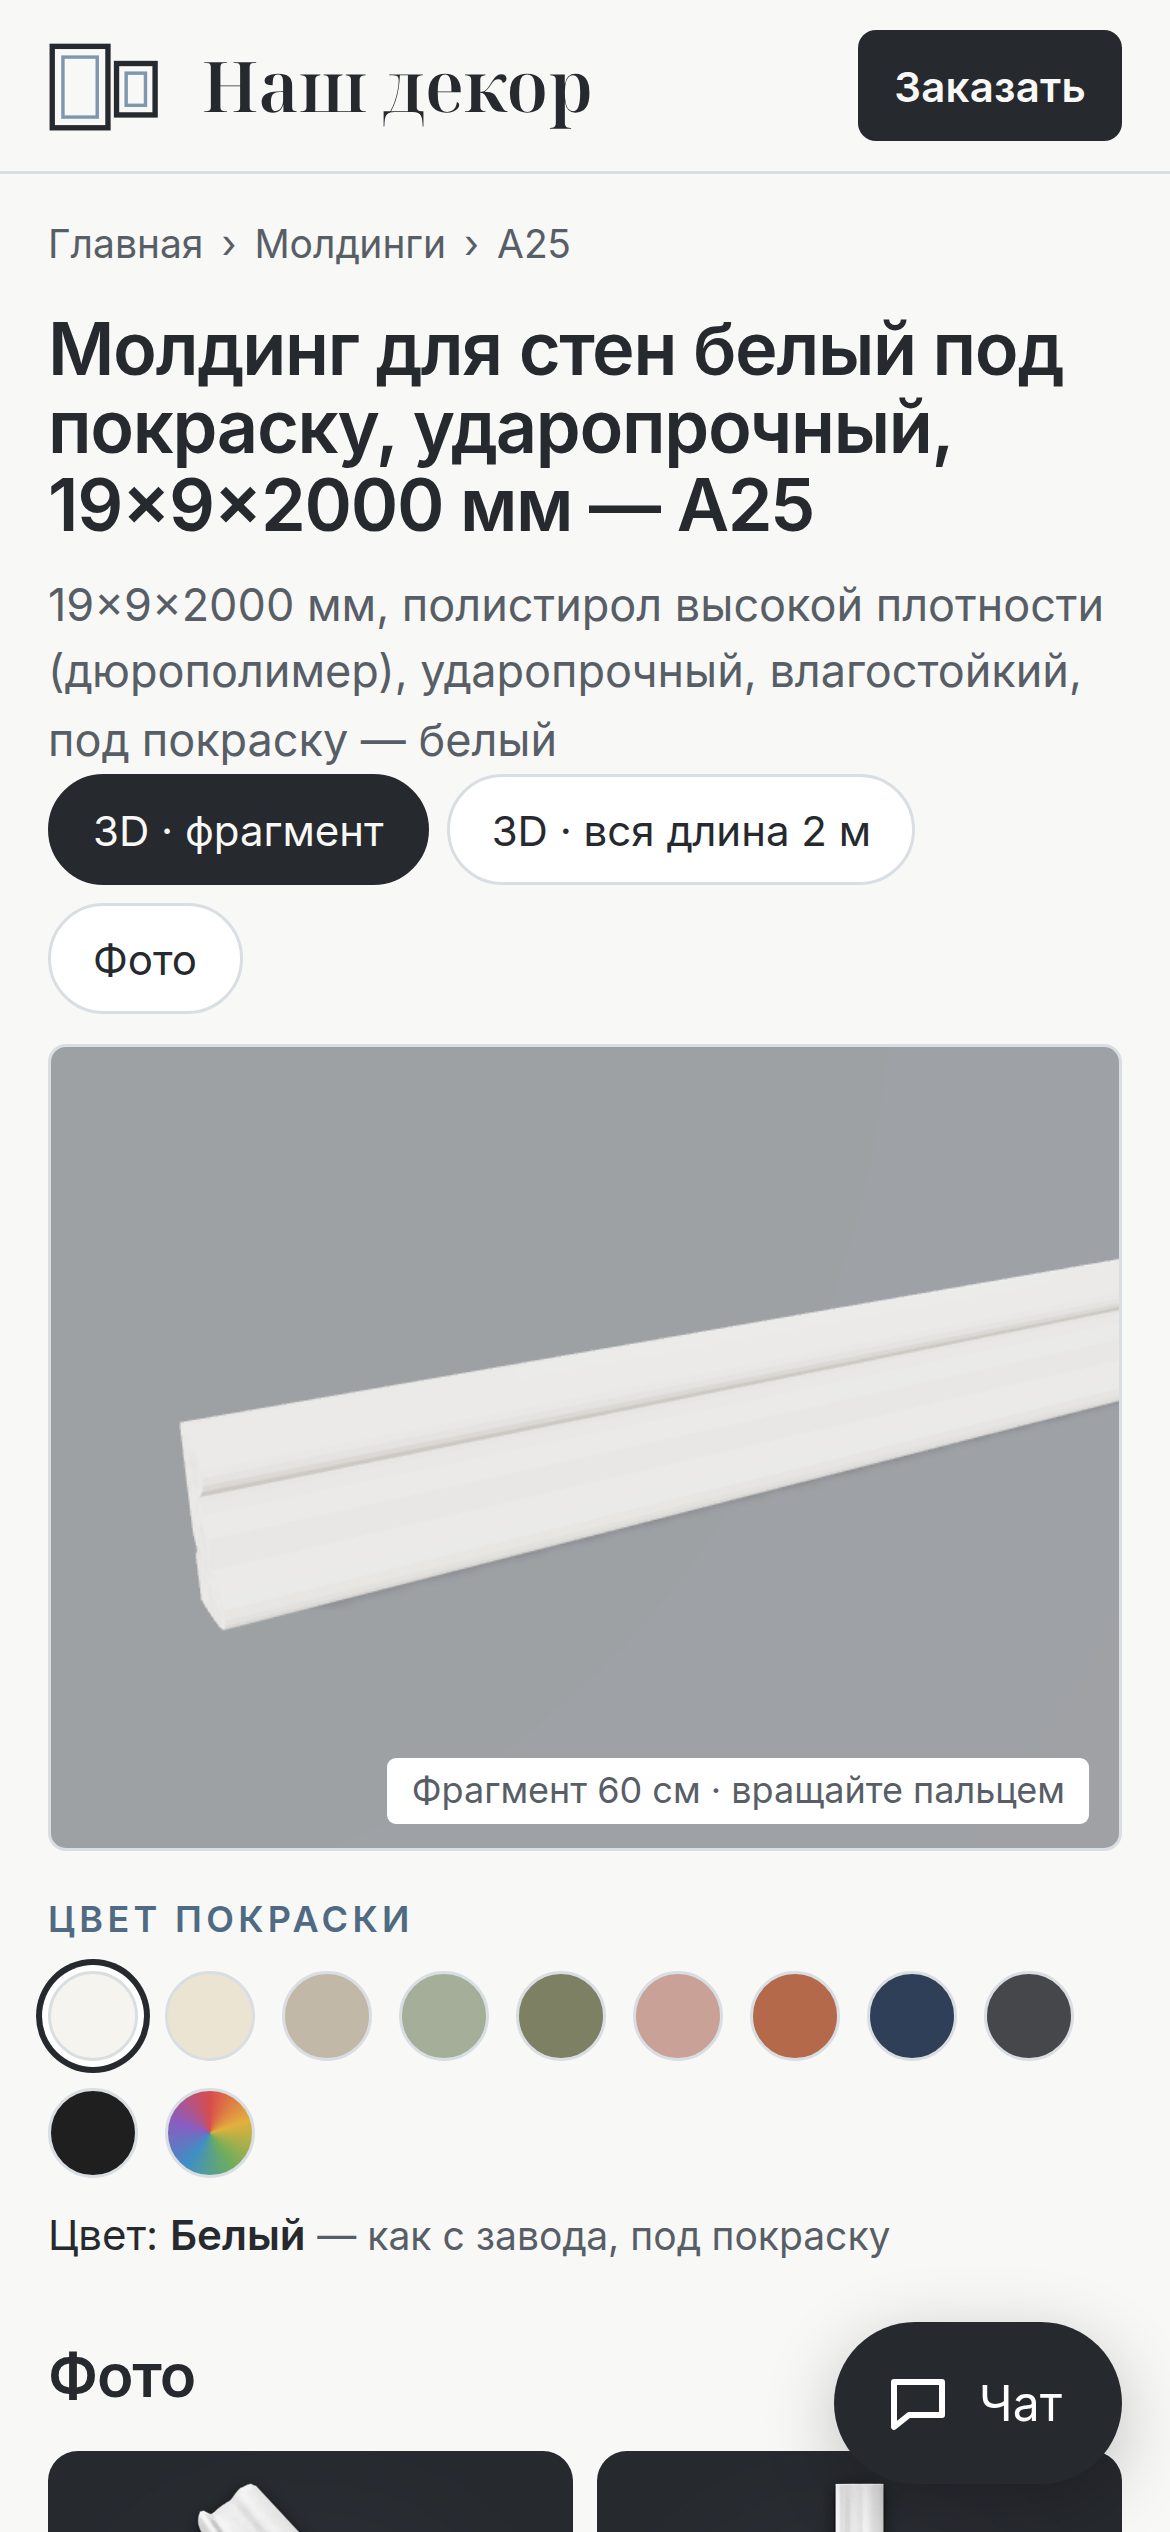 Наш декор
Заказать
Главная › Молдинги › A25
Молдинг для стен белый под
покраску, ударопрочный,
19×9×2000 мм — A25
19×9×2000 мм, полистирол высокой плотности
(дюрополимер), ударопрочный, влагостойкий,
под покраску — белый
3D · фрагмент
3D · вся длина 2 м
Фото
Фрагмент 60 см · вращайте пальцем
ЦВЕТ ПОКРАСКИ
Цвет: Белый — как с завода, под покраску
Фото
Чат